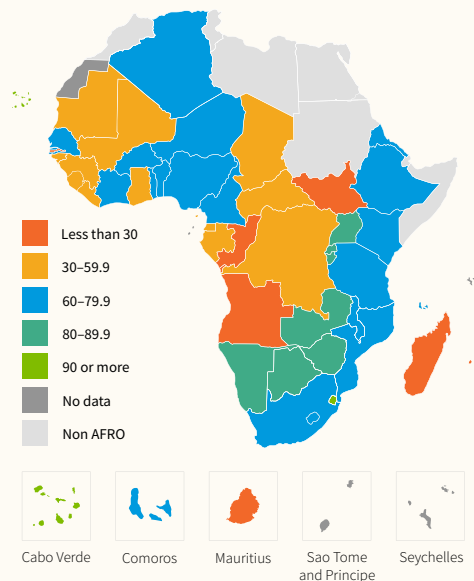 Less than 30
30–59.9
60–79.9
80–89.9
90 or more
No data
Non AFRO
Cabo Verde
Comoros
Mauritius
Sao Tome
and Principe
Seychelles